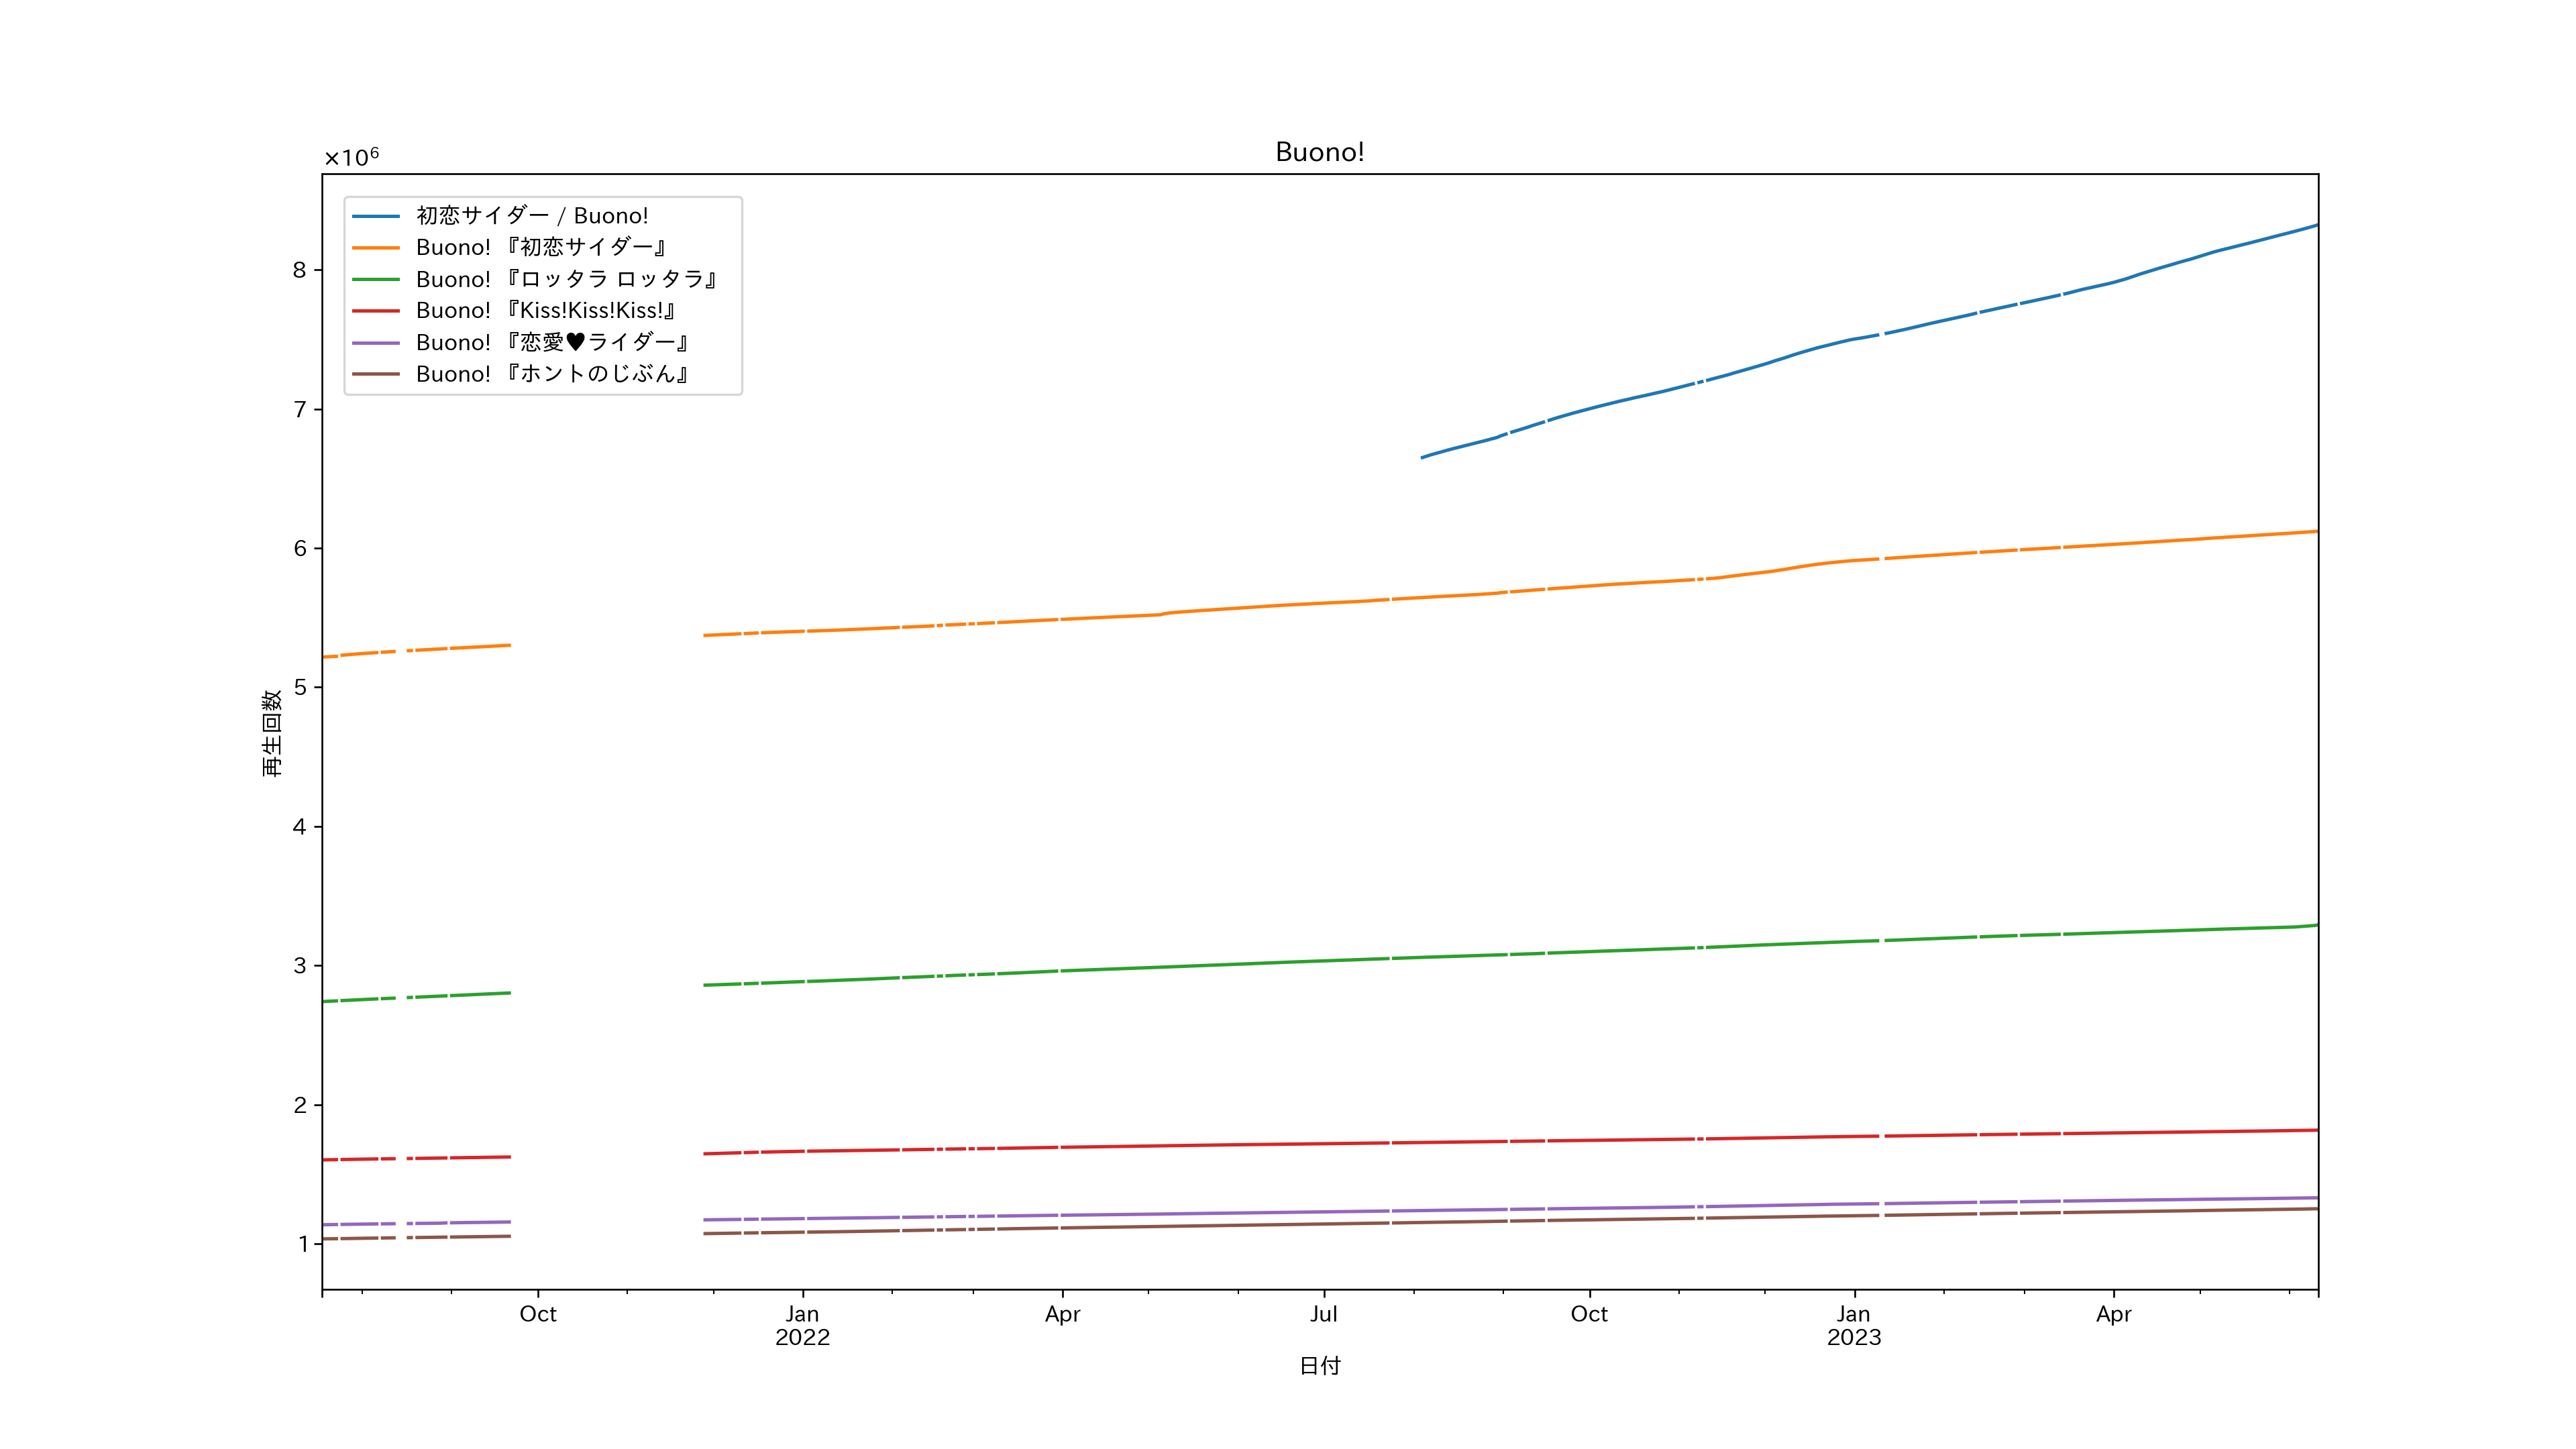 Buono!
×10⁶
初恋サイダー / Buono!
Buono! 『初恋サイダー』
Buono! 『ロッタラ ロッタラ』
Buono! 『Kiss!Kiss!Kiss!』
Buono! 『恋愛♥ライダー』
Buono! 『ホントのじぶん』
8
7
6
5
4
3
2
1
再生回数
Oct Jan Apr Jul Oct Jan Apr
2022 2023
日付